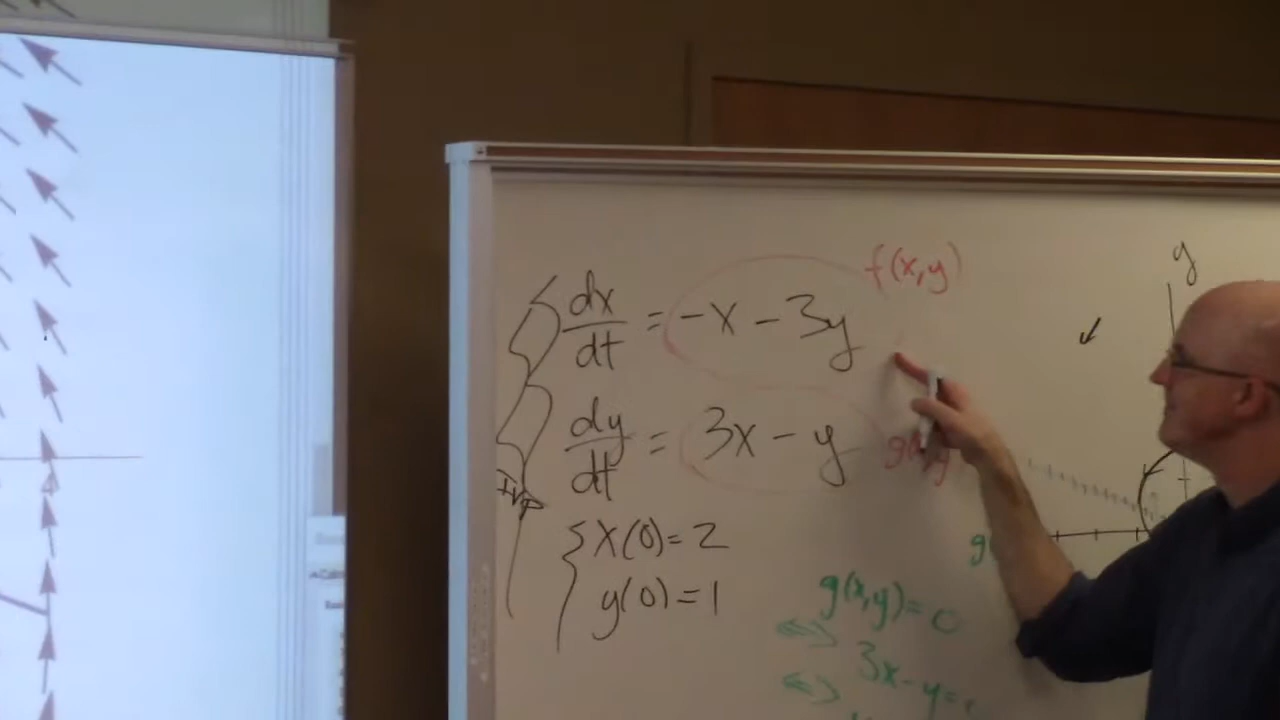 f(x,y)
dx/dt = -x - 3y
dy/dt = 3x - y
IVP
x(0) = 2
y(0) = 1
y
g(x,y) = 0
⇔ 3x - y =
⇔